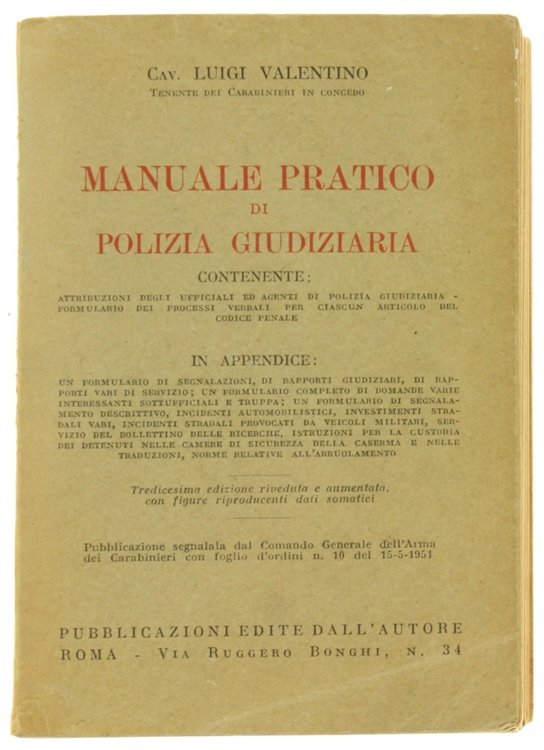 CAV. LUIGI VALENTINO
TENENTE DEI CARABINIERI IN CONGEDO
MANUALE PRATICO
DI
POLIZIA GIUDIZIARIA
CONTENENTE:
ATTRIBUZIONI DEGLI UFFICIALI ED AGENTI DI POLIZIA GIUDIZIARIA -
FORMULARIO DEI PROCESSI VERBALI PER CIASCUN ARTICOLO DEL
CODICE PENALE
IN APPENDICE:
UN FORMULARIO DI SEGNALAZIONI, DI RAPPORTI GIUDIZIARI, DI RAP-
PORTI VARI DI SERVIZIO; UN FORMULARIO COMPLETO DI DOMANDE VARIE
INTERESSANTI SOTTUFFICIALI E TRUPPA; UN FORMULARIO DI SEGNALA-
MENTO DESCRITTIVO, INCIDENTI AUTOMOBILISTICI, INVESTIMENTI STRA-
DALI VARI, INCIDENTI STRADALI PROVOCATI DA VEICOLI MILITARI, SER-
VIZIO DEL BOLLETTINO DELLE RICERCHE, ISTRUZIONI PER LA CUSTODIA
DEI DETENUTI NELLE CAMERE DI SICUREZZA DELLA CASERMA E NELLE
TRADUZIONI, NORME RELATIVE ALL'ARRUOLAMENTO
Tredicesima edizione riveduta e aumentata,
con figure riproducenti dati somatici
Pubblicazione segnalata dal Comando Generale dell'Arma
dei Carabinieri con foglio d'ordini n. 10 del 15-5-1951
PUBBLICAZIONI EDITE DALL'AUTORE
ROMA - VIA RUGGERO BONGHI, N. 34